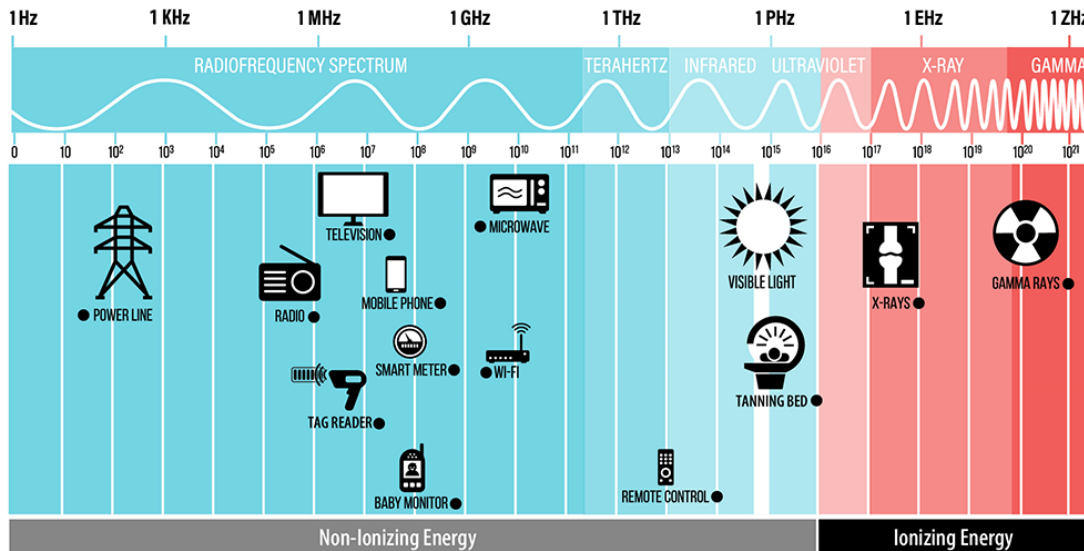 1 Hz 1 KHz 1 MHz 1 GHz 1 THz 1 PHz 1 EHz 1 ZHz
RADIOFREQUENCY SPECTRUM TERAHERTZ INFRARED ULTRAVIOLET X-RAY GAMMA
0 10 10² 10³ 10⁴ 10⁵ 10⁶ 10⁷ 10⁸ 10⁹ 10¹⁰ 10¹¹ 10¹² 10¹³ 10¹⁴ 10¹⁵ 10¹⁶ 10¹⁷ 10¹⁸ 10¹⁹ 10²⁰ 10²¹
TELEVISION
MICROWAVE
VISIBLE LIGHT
GAMMA RAYS
POWER LINE
RADIO
MOBILE PHONE
X-RAYS
SMART METER
WI-FI
TAG READER
TANNING BED
BABY MONITOR
REMOTE CONTROL
Non-Ionizing Energy Ionizing Energy